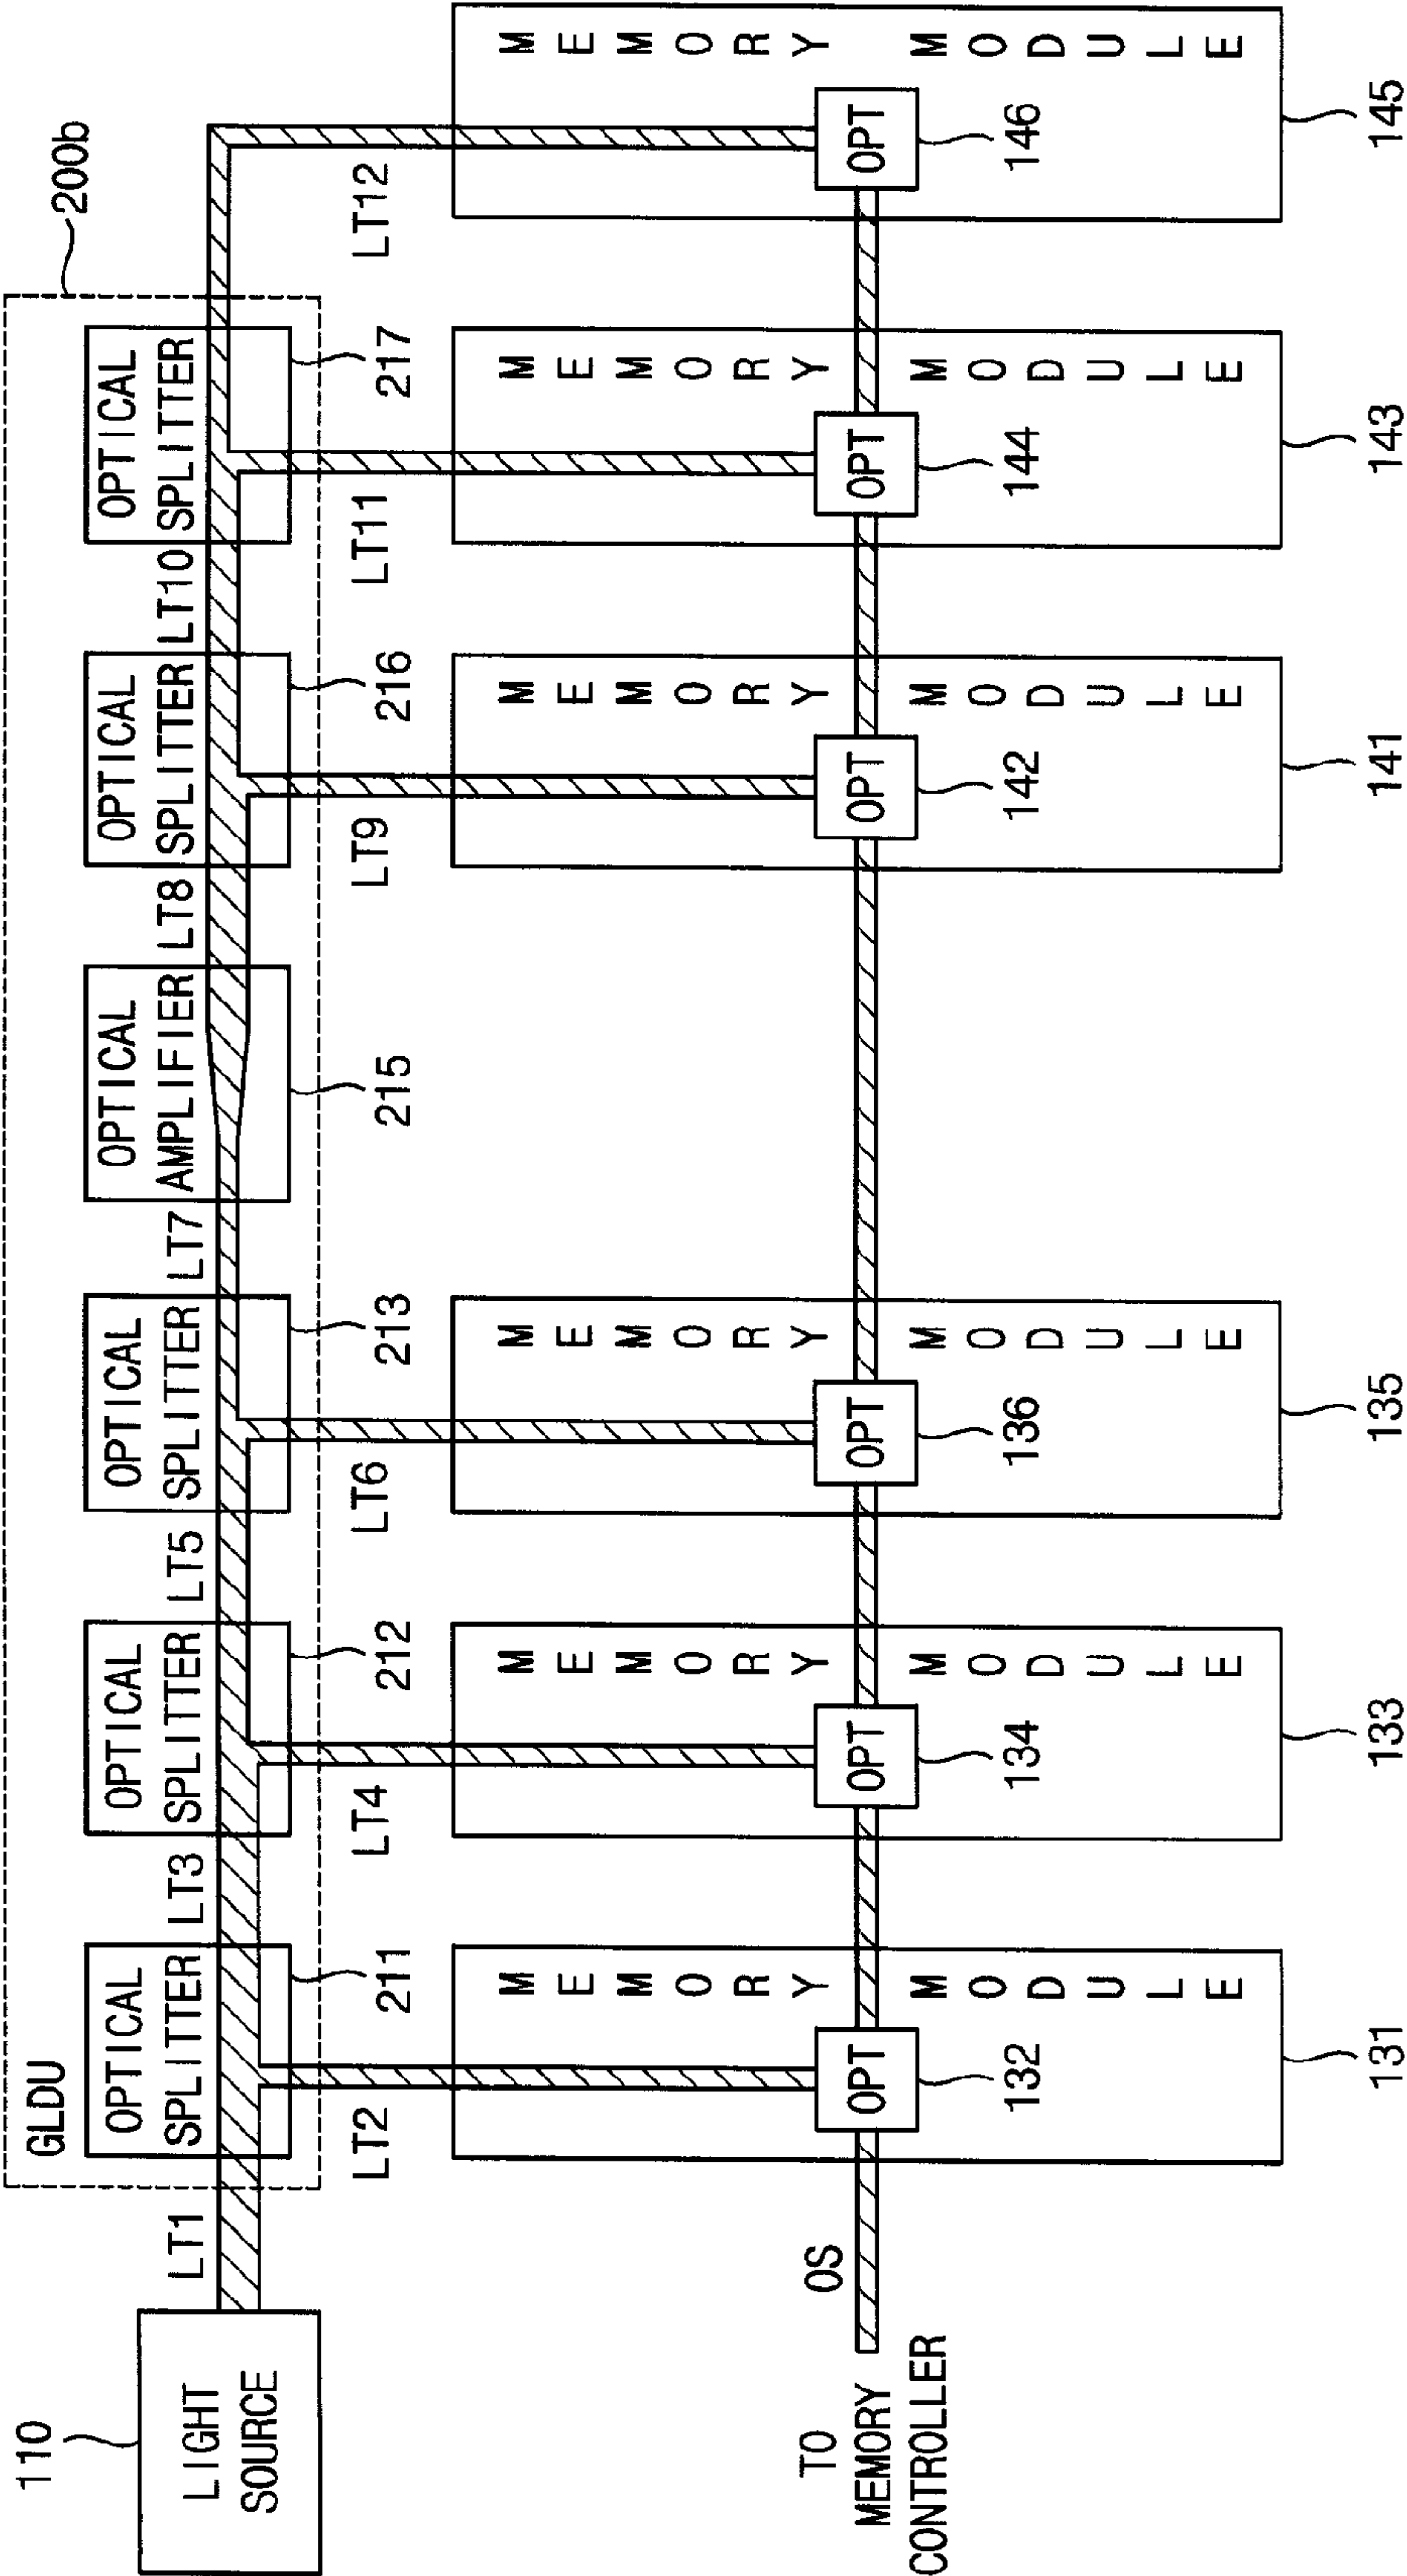 110
LIGHT
SOURCE
LT1
GLDU
200b
OPTICAL
SPLITTER
211
LT3
OPTICAL
SPLITTER
212
LT5
OPTICAL
SPLITTER
213
LT7
OPTICAL
AMPLIFIER
215
LT8
OPTICAL
SPLITTER
216
LT10
OPTICAL
SPLITTER
217
LT2
LT4
LT6
LT9
LT11
LT12
TO
MEMORY
CONTROLLER
OS
MEMORY MODULE
OPT
132
131
MEMORY MODULE
OPT
134
133
MEMORY MODULE
OPT
136
135
MEMORY MODULE
OPT
142
141
MEMORY MODULE
OPT
144
143
MEMORY MODULE
OPT
146
145